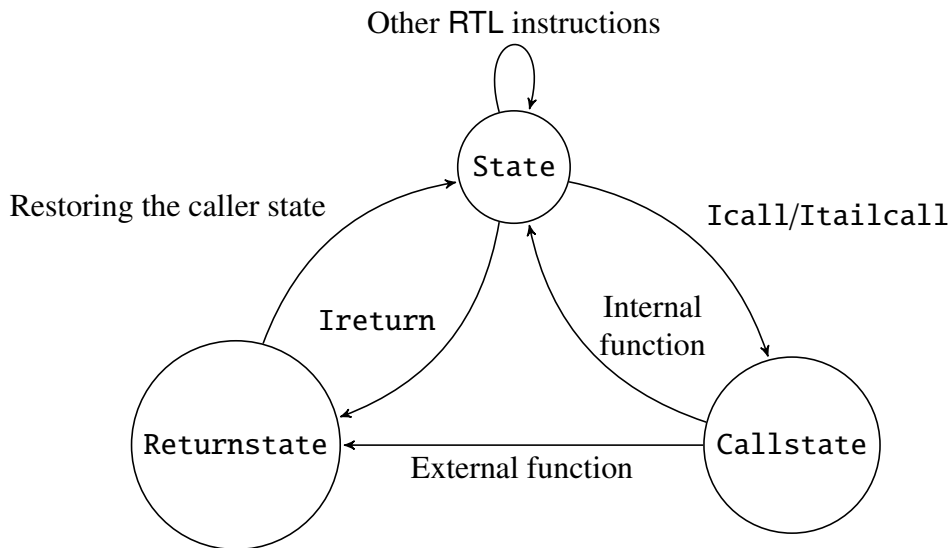 Other RTL instructions
State
Restoring the caller state
Icall/Itailcall
Internal
function
Ireturn
Returnstate
Callstate
External function